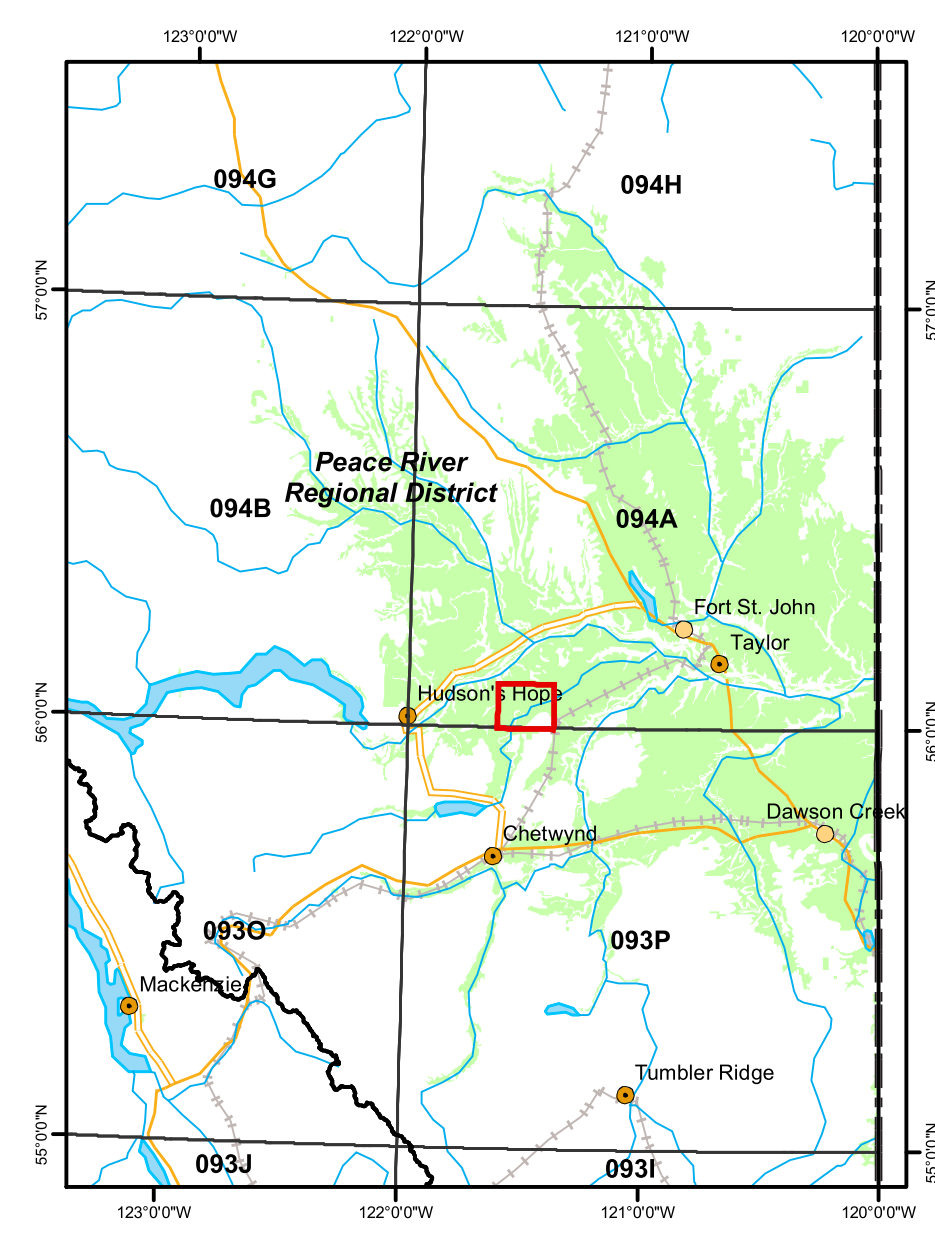 123°0'0"W 122°0'0"W 121°0'0"W 120°0'0"W
094G
094H
57°0'0"N
57°0'0"N
Peace River
Regional District
094B
094A
Fort St. John
Taylor
Hudson's Hope
56°0'0"N
56°0'0"N
Dawson Creek
Chetwynd
093O
093P
Mackenzie
Tumbler Ridge
55°0'0"N
55°0'0"N
093J
093I
123°0'0"W 122°0'0"W 121°0'0"W 120°0'0"W